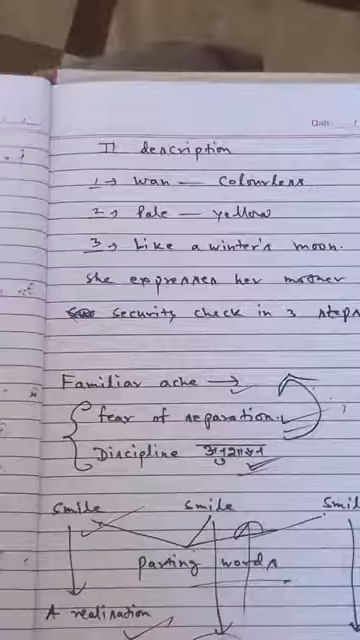 Date
II description
1 → wan — Colourless
2 → Pale — yellow
3 → Like a winter's moon.
She expresses her mother
security check in 3 steps
Familiar ache →
fear of separation.
Discipline अनुशासन
Smile Smile Smil
parting words
A realisation